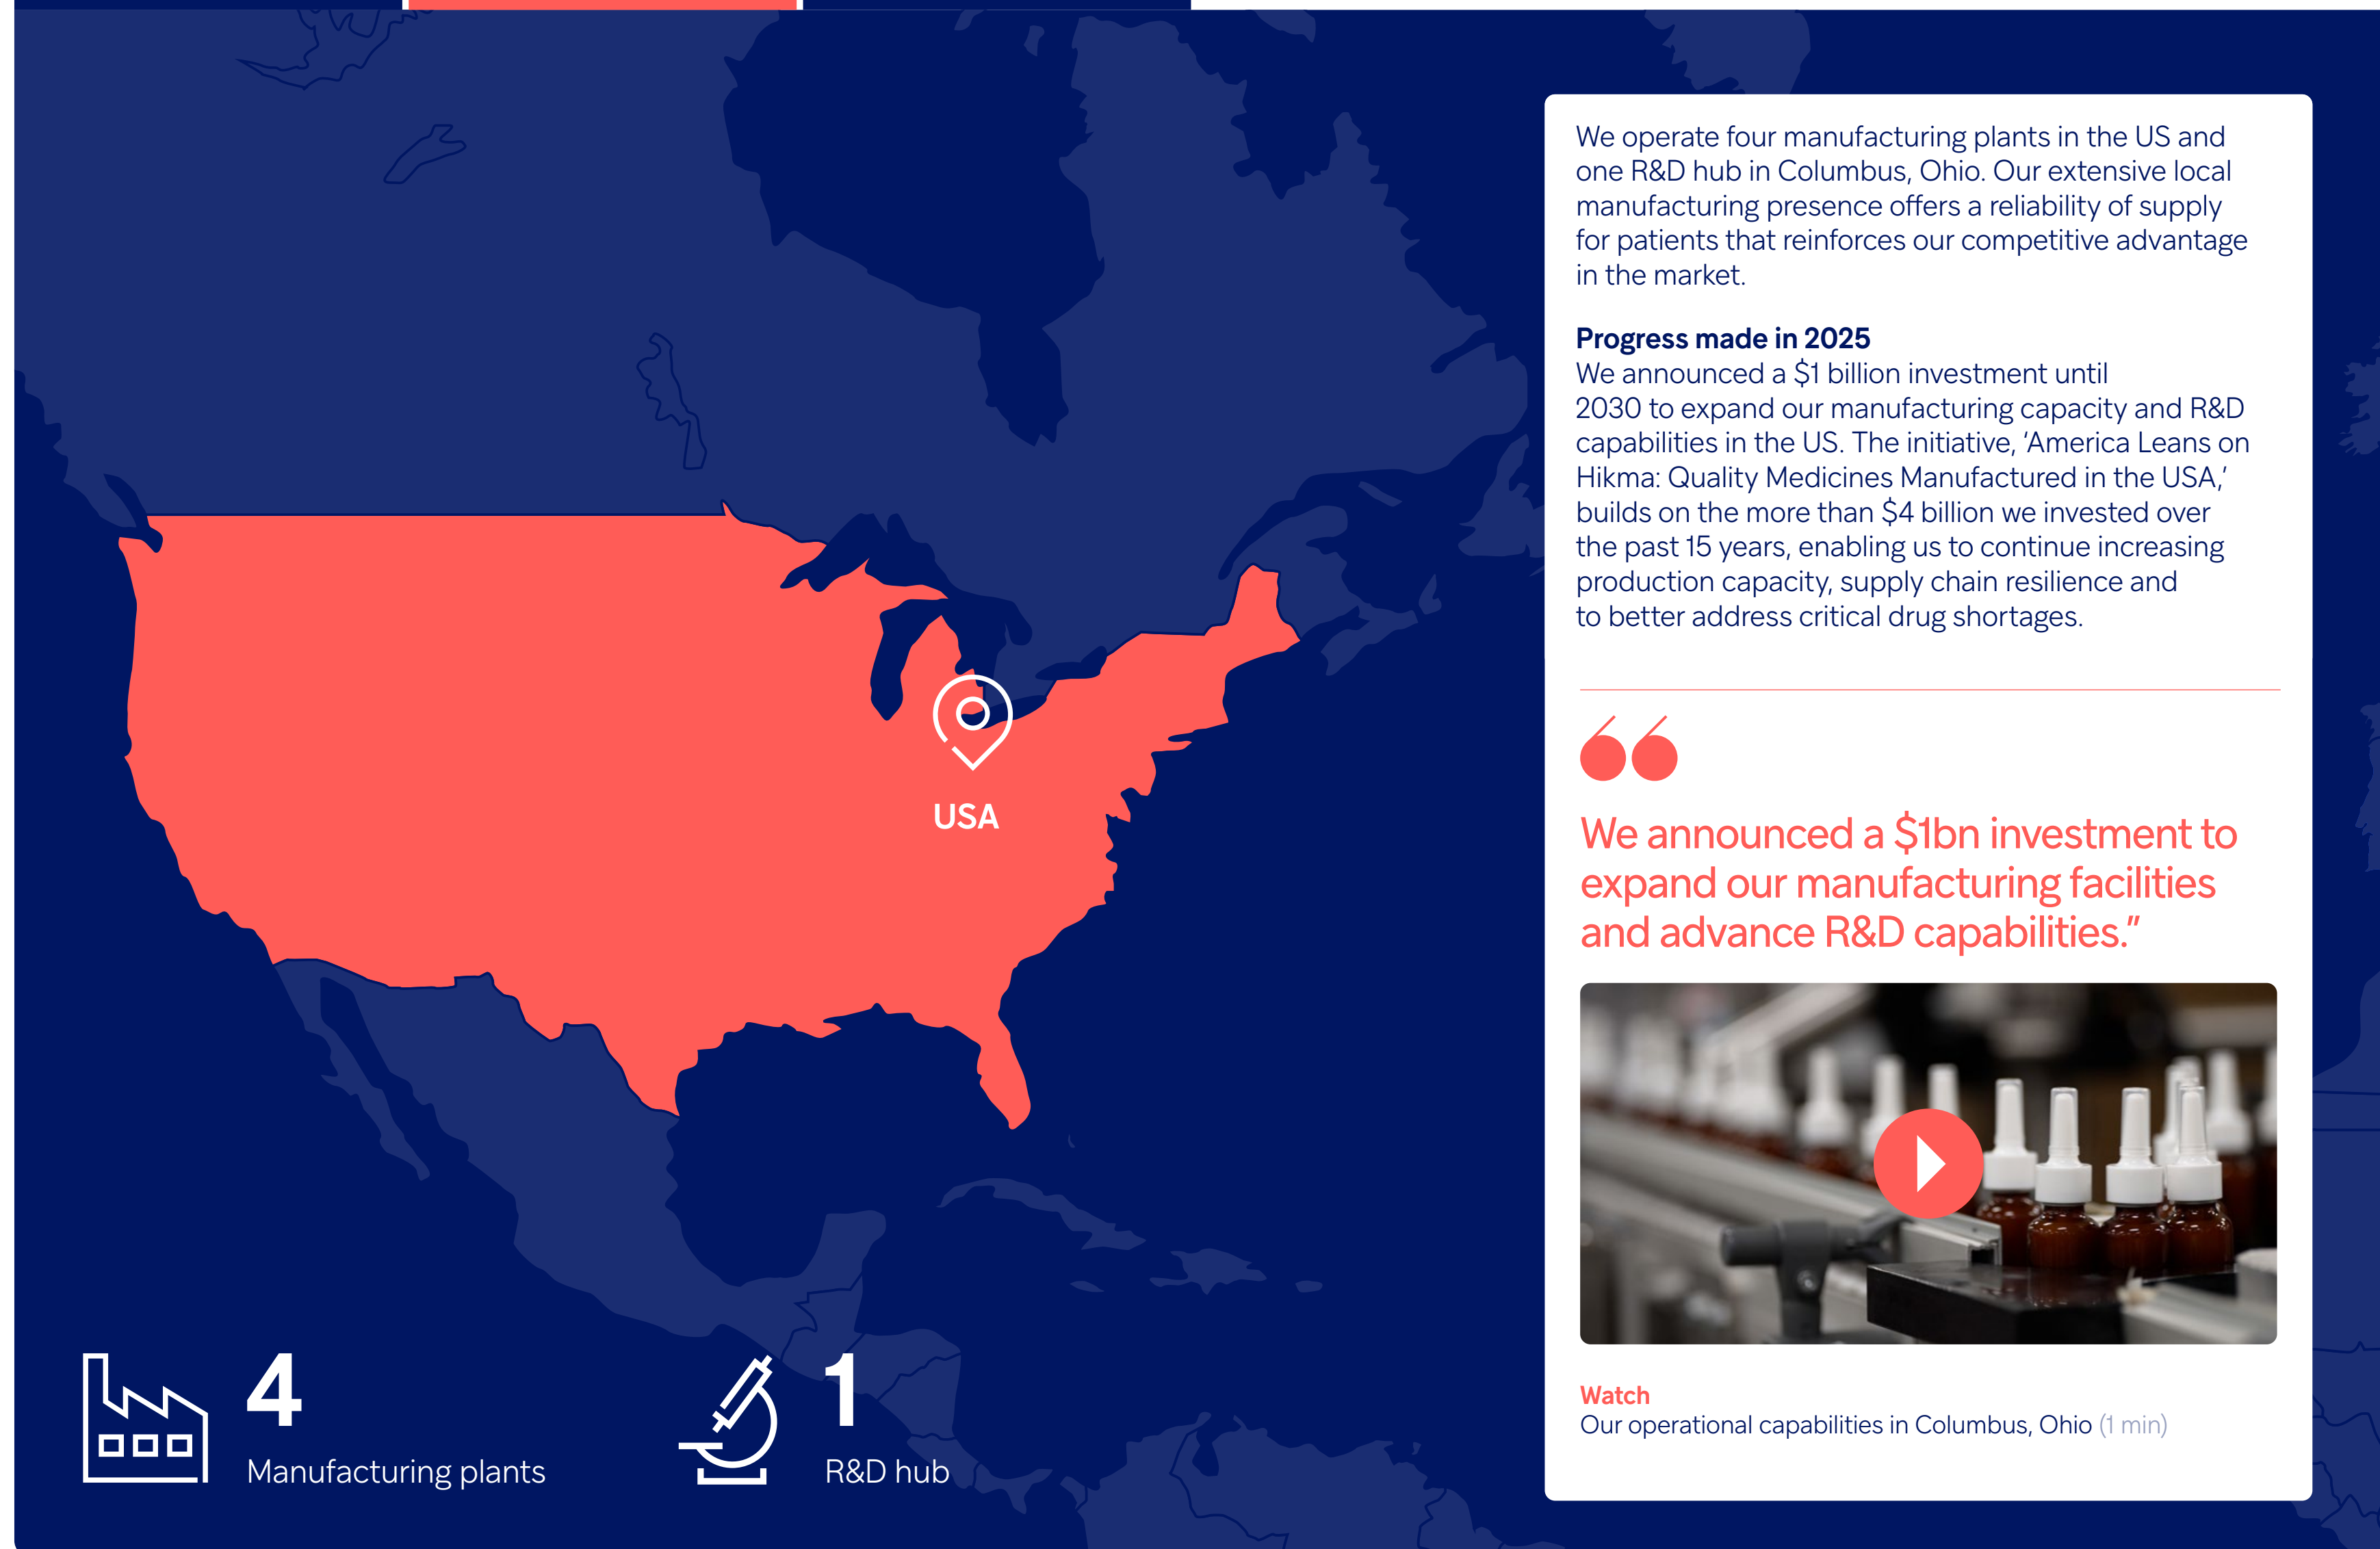 We operate four manufacturing plants in the US and
one R&D hub in Columbus, Ohio. Our extensive local
manufacturing presence offers a reliability of supply
for patients that reinforces our competitive advantage
in the market.
Progress made in 2025
We announced a $1 billion investment until
2030 to expand our manufacturing capacity and R&D
capabilities in the US. The initiative, ‘America Leans on
Hikma: Quality Medicines Manufactured in the USA,’
builds on the more than $4 billion we invested over
the past 15 years, enabling us to continue increasing
production capacity, supply chain resilience and
to better address critical drug shortages.
“
We announced a $1bn investment to
expand our manufacturing facilities
and advance R&D capabilities.”
Watch
Our operational capabilities in Columbus, Ohio (1 min)
USA
4
Manufacturing plants
1
R&D hub